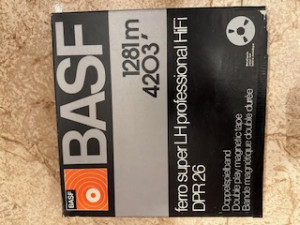 BASF
1281m
4203'
ferro super LH professional HiFi
DPR 26
Doppelspielband
Double play magnetic tape
Bande magnétique double durée
BASF